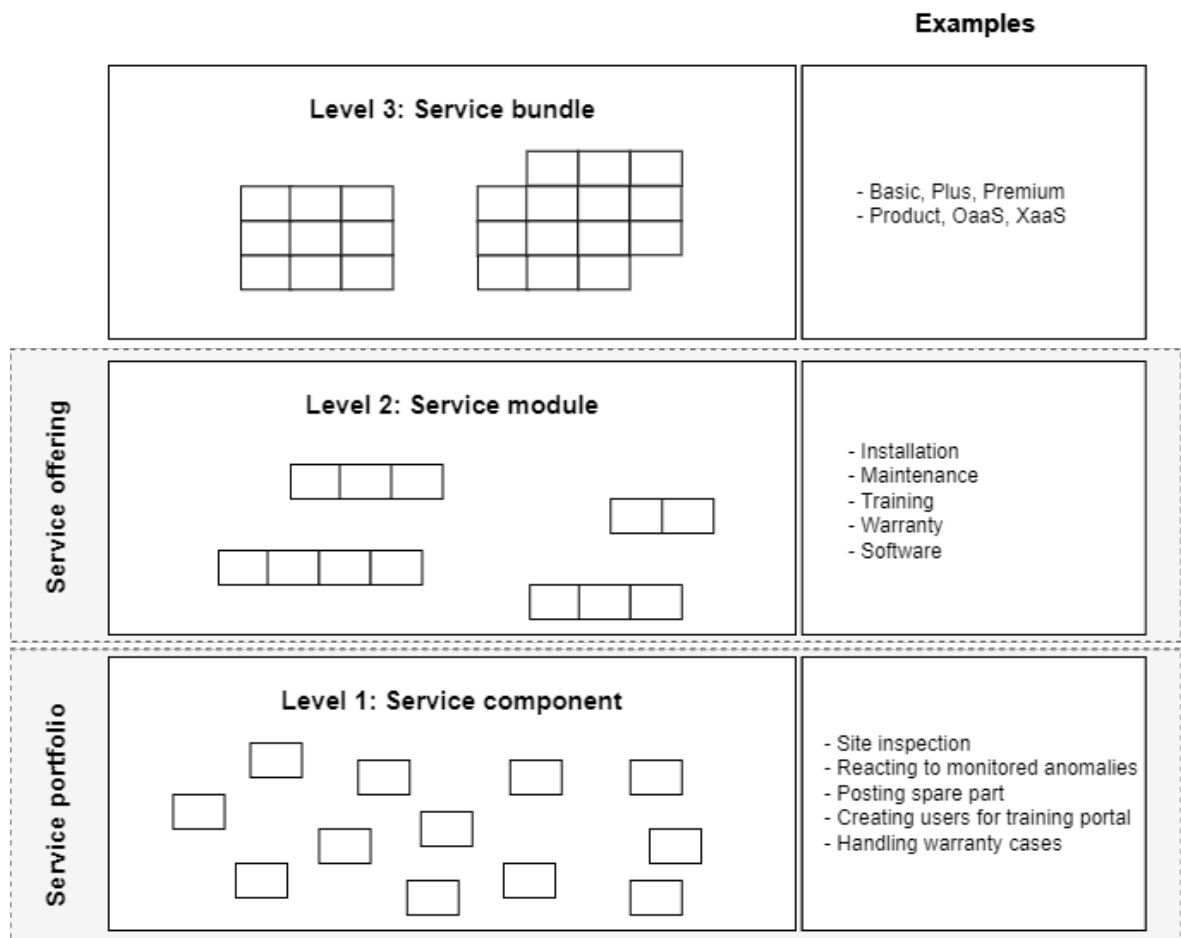 Examples
Level 3: Service bundle
- Basic, Plus, Premium
- Product, OaaS, XaaS
Service offering
Level 2: Service module
- Installation
- Maintenance
- Training
- Warranty
- Software
Service portfolio
Level 1: Service component
- Site inspection
- Reacting to monitored anomalies
- Posting spare part
- Creating users for training portal
- Handling warranty cases